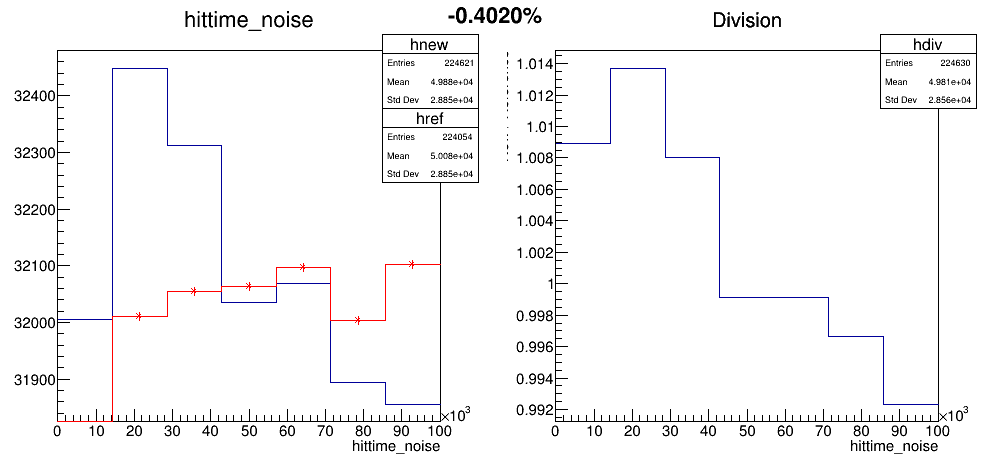 hittime_noise
-0.4020%
Division
hnew
Entries 224621
Mean 4.988e+04
Std Dev 2.885e+04
href
Entries 224054
Mean 5.008e+04
Std Dev 2.885e+04
32400
32300
32200
32100
32000
31900
0 10 20 30 40 50 60 70 80 90 100
×10³
hittime_noise
hdiv
Entries 224630
Mean 4.981e+04
Std Dev 2.856e+04
1.014
1.012
1.01
1.008
1.006
1.004
1.002
1
0.998
0.996
0.994
0.992
0 10 20 30 40 50 60 70 80 90 100
×10³
hittime_noise